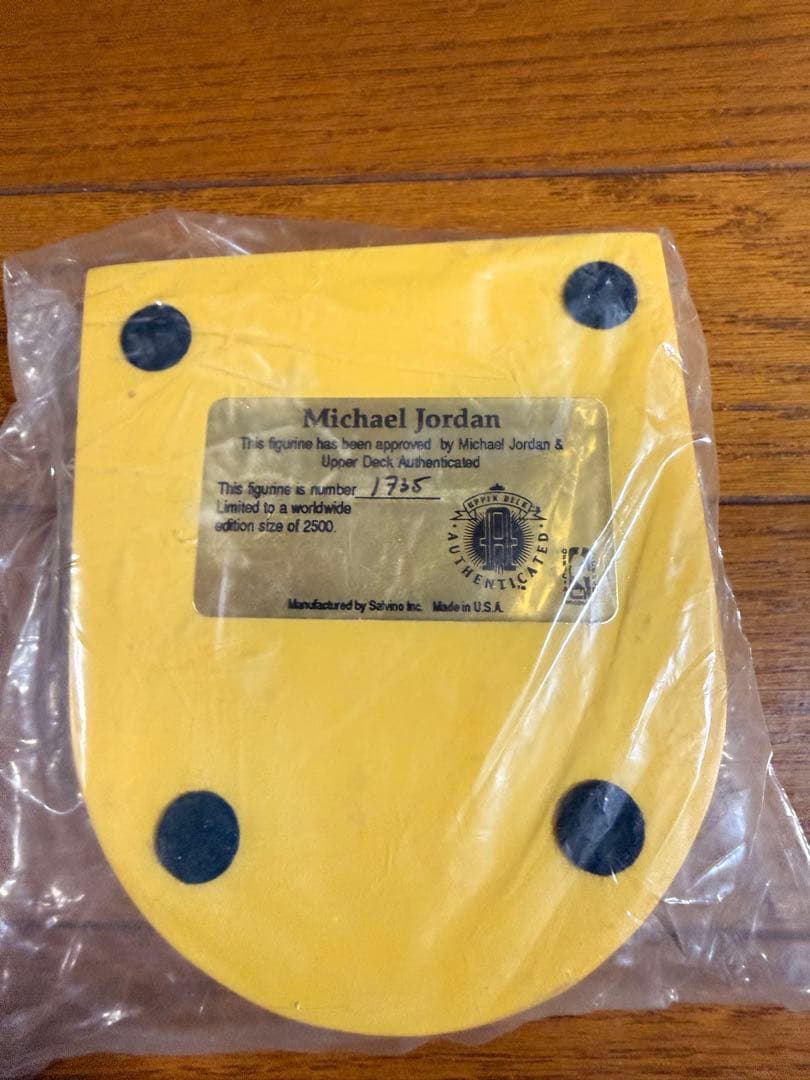 Michael Jordan
This figurine has been approved by Michael Jordan &
Upper Deck Authenticated
This figurine is number 1735
Limited to a worldwide
edition size of 2500.
UPPER DECK
AUTHENTICATED
Manufactured by Salvino Inc. Made in U.S.A.